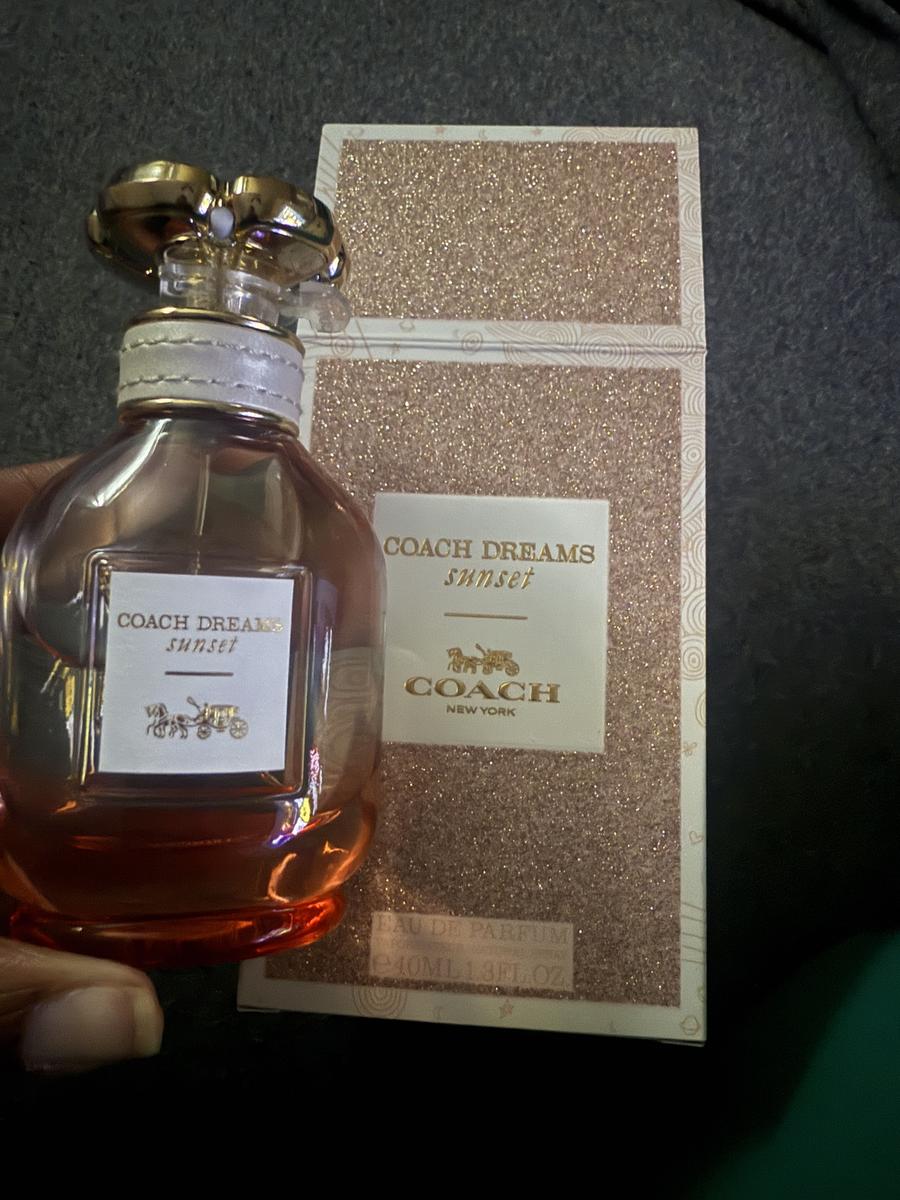 COACH DREAMS
sunset
COACH DREAMS
sunset
COACH
NEW YORK
EAU DE PARFUM
e 40ML 1.3FL.OZ.